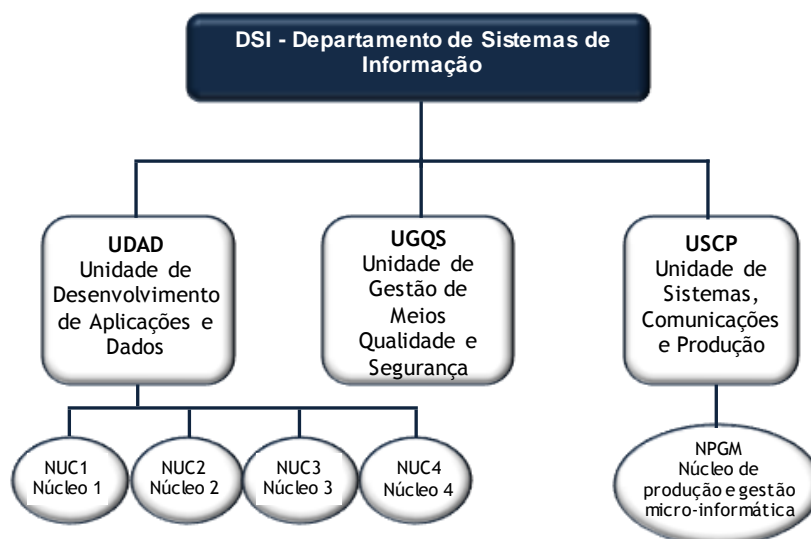 DSI - Departamento de Sistemas de
Informação
UDAD
Unidade de
Desenvolvimento
de Aplicações e
Dados
UGQS
Unidade de
Gestão de
Meios
Qualidade e
Segurança
USCP
Unidade de
Sistemas,
Comunicações
e Produção
NUC1
Núcleo 1
NUC2
Núcleo 2
NUC3
Núcleo 3
NUC4
Núcleo 4
NPGM
Núcleo de
produção e gestão
micro-informática